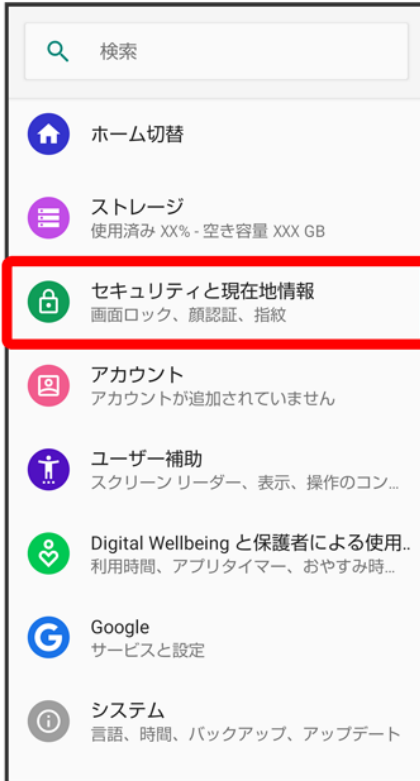 検索
ホーム切替
ストレージ
使用済み XX% - 空き容量 XXX GB
セキュリティと現在地情報
画面ロック、顔認証、指紋
アカウント
アカウントが追加されていません
ユーザー補助
スクリーン リーダー、表示、操作のコン...
Digital Wellbeing と保護者による使用..
利用時間、アプリタイマー、おやすみ時...
Google
サービスと設定
システム
言語、時間、バックアップ、アップデート